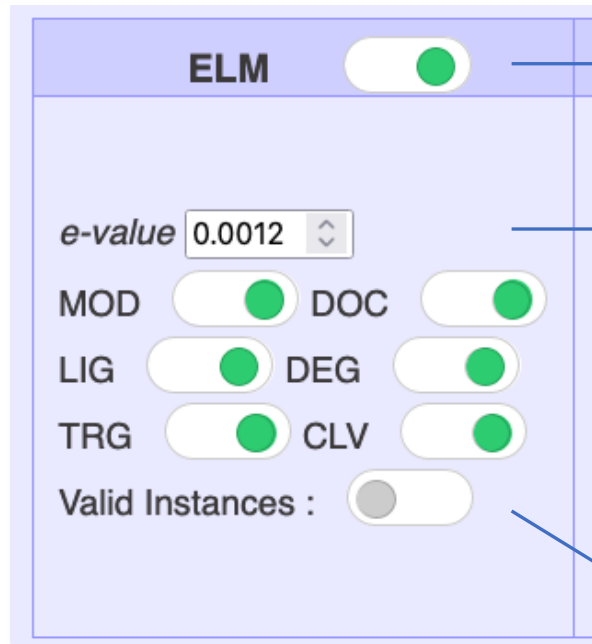 ELM
e-value 0.0012
MOD DOC
LIG DEG
TRG CLV
Valid Instances :